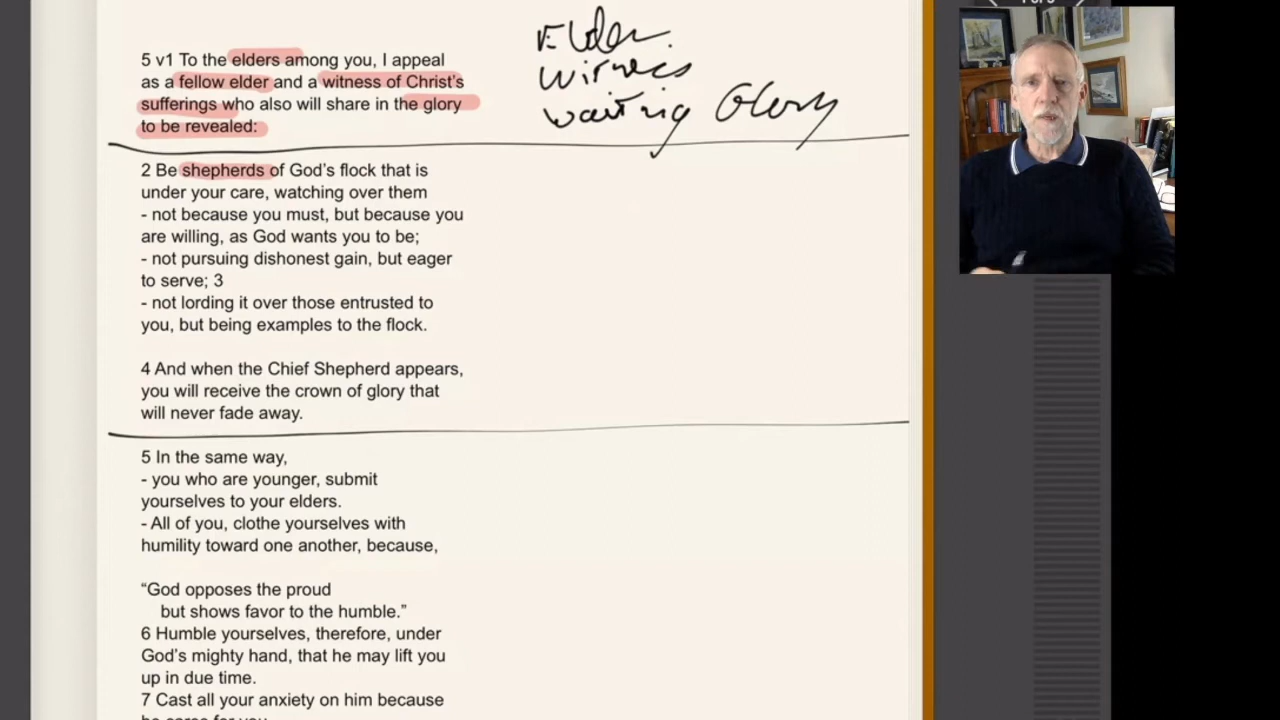 5 v1 To the elders among you, I appeal
as a fellow elder and a witness of Christ's
sufferings who also will share in the glory
to be revealed:
Elder
Witness
waiting Glory
2 Be shepherds of God's flock that is
under your care, watching over them
- not because you must, but because you
are willing, as God wants you to be;
- not pursuing dishonest gain, but eager
to serve; 3
- not lording it over those entrusted to
you, but being examples to the flock.
4 And when the Chief Shepherd appears,
you will receive the crown of glory that
will never fade away.
5 In the same way,
- you who are younger, submit
yourselves to your elders.
- All of you, clothe yourselves with
humility toward one another, because,
“God opposes the proud
but shows favor to the humble.”
6 Humble yourselves, therefore, under
God's mighty hand, that he may lift you
up in due time.
7 Cast all your anxiety on him because